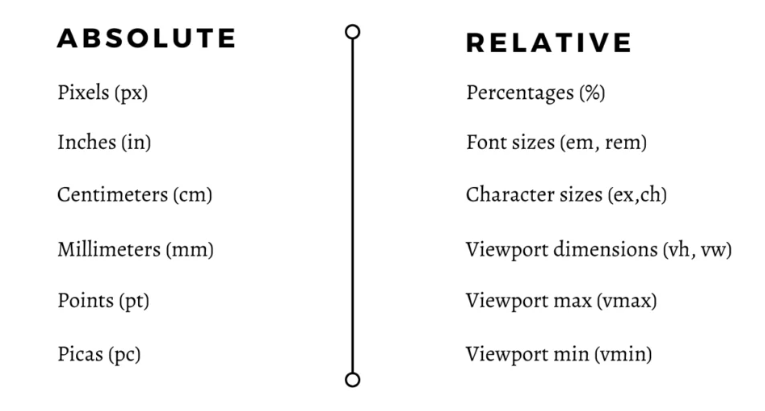 ABSOLUTE
Pixels (px)
Inches (in)
Centimeters (cm)
Millimeters (mm)
Points (pt)
Picas (pc)
RELATIVE
Percentages (%)
Font sizes (em, rem)
Character sizes (ex,ch)
Viewport dimensions (vh, vw)
Viewport max (vmax)
Viewport min (vmin)